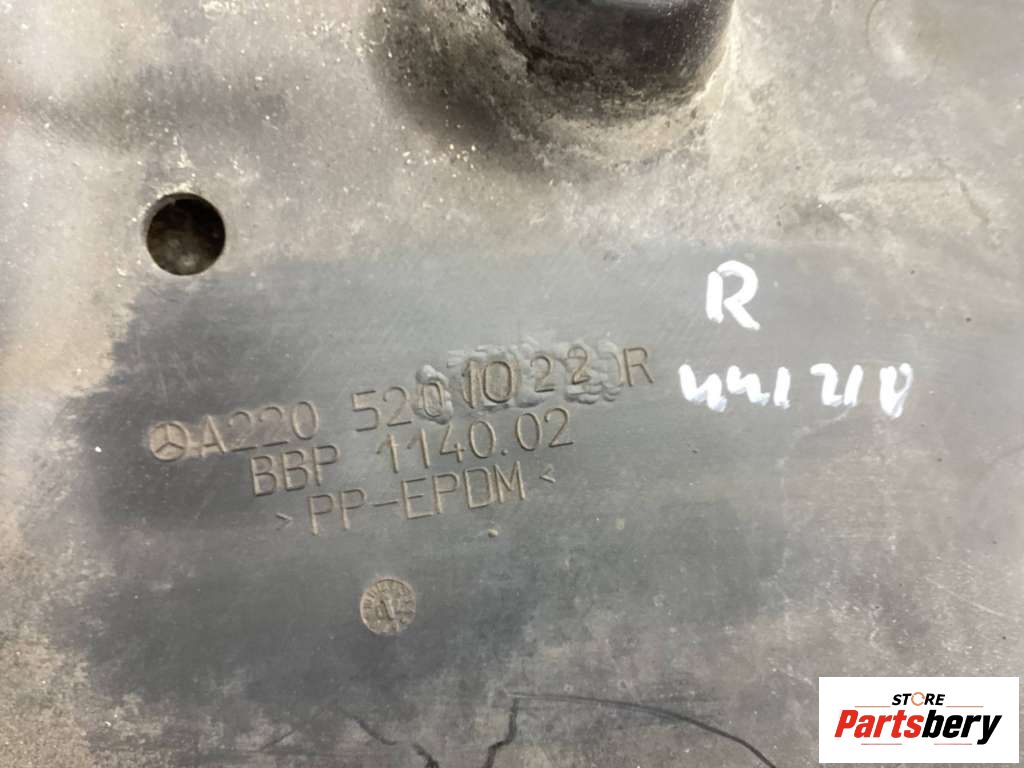 R
A220 5201022 R
BBP 1140.02
>PP-EPDM<
STORE
Partsbery